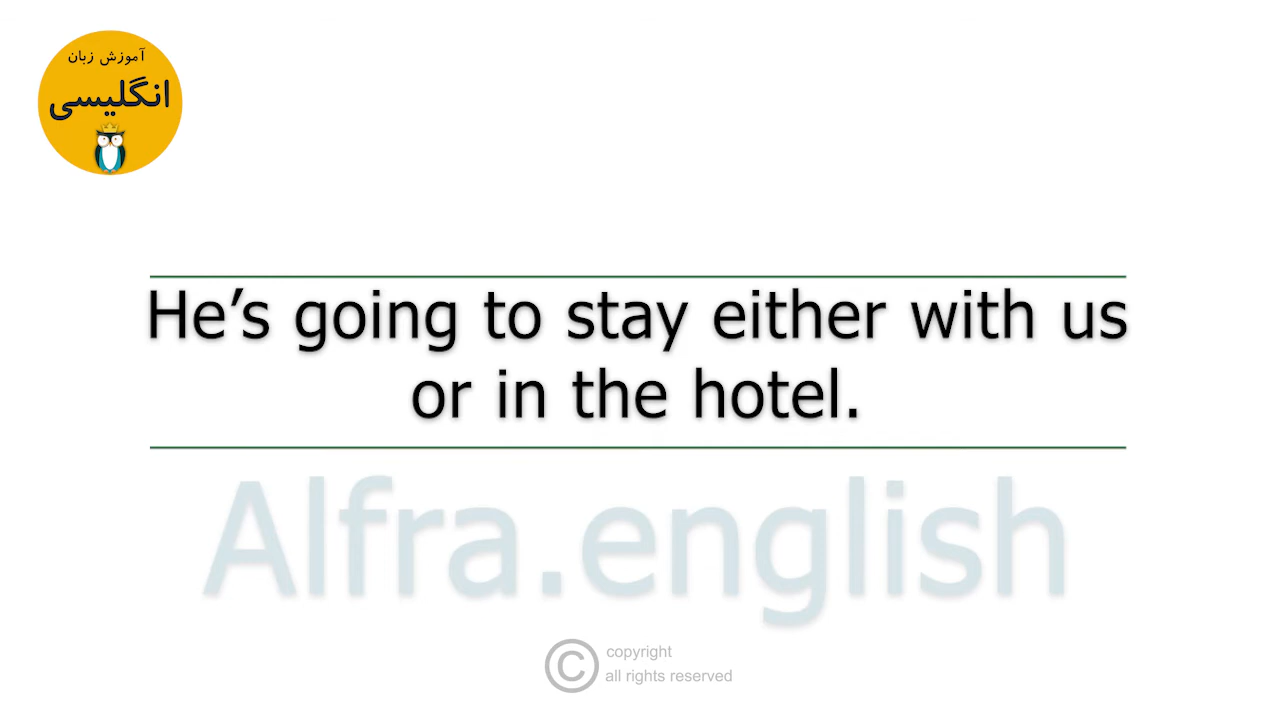 آموزش زبان
انگلیسی
He’s going to stay either with us
or in the hotel.
Alfra.english
© copyright
all rights reserved